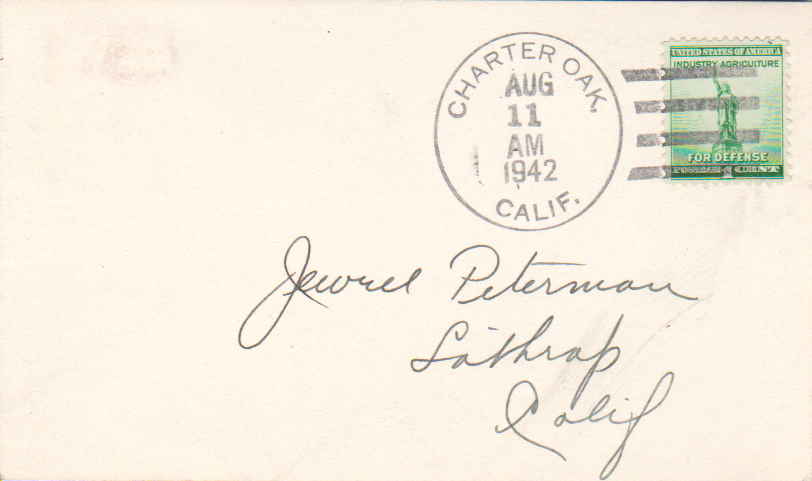 CHARTER OAK,
AUG
11
AM
1942
CALIF.
UNITED STATES OF AMERICA
INDUSTRY AGRICULTURE
FOR DEFENSE
Jewel Peterman
Lathrop
Calif